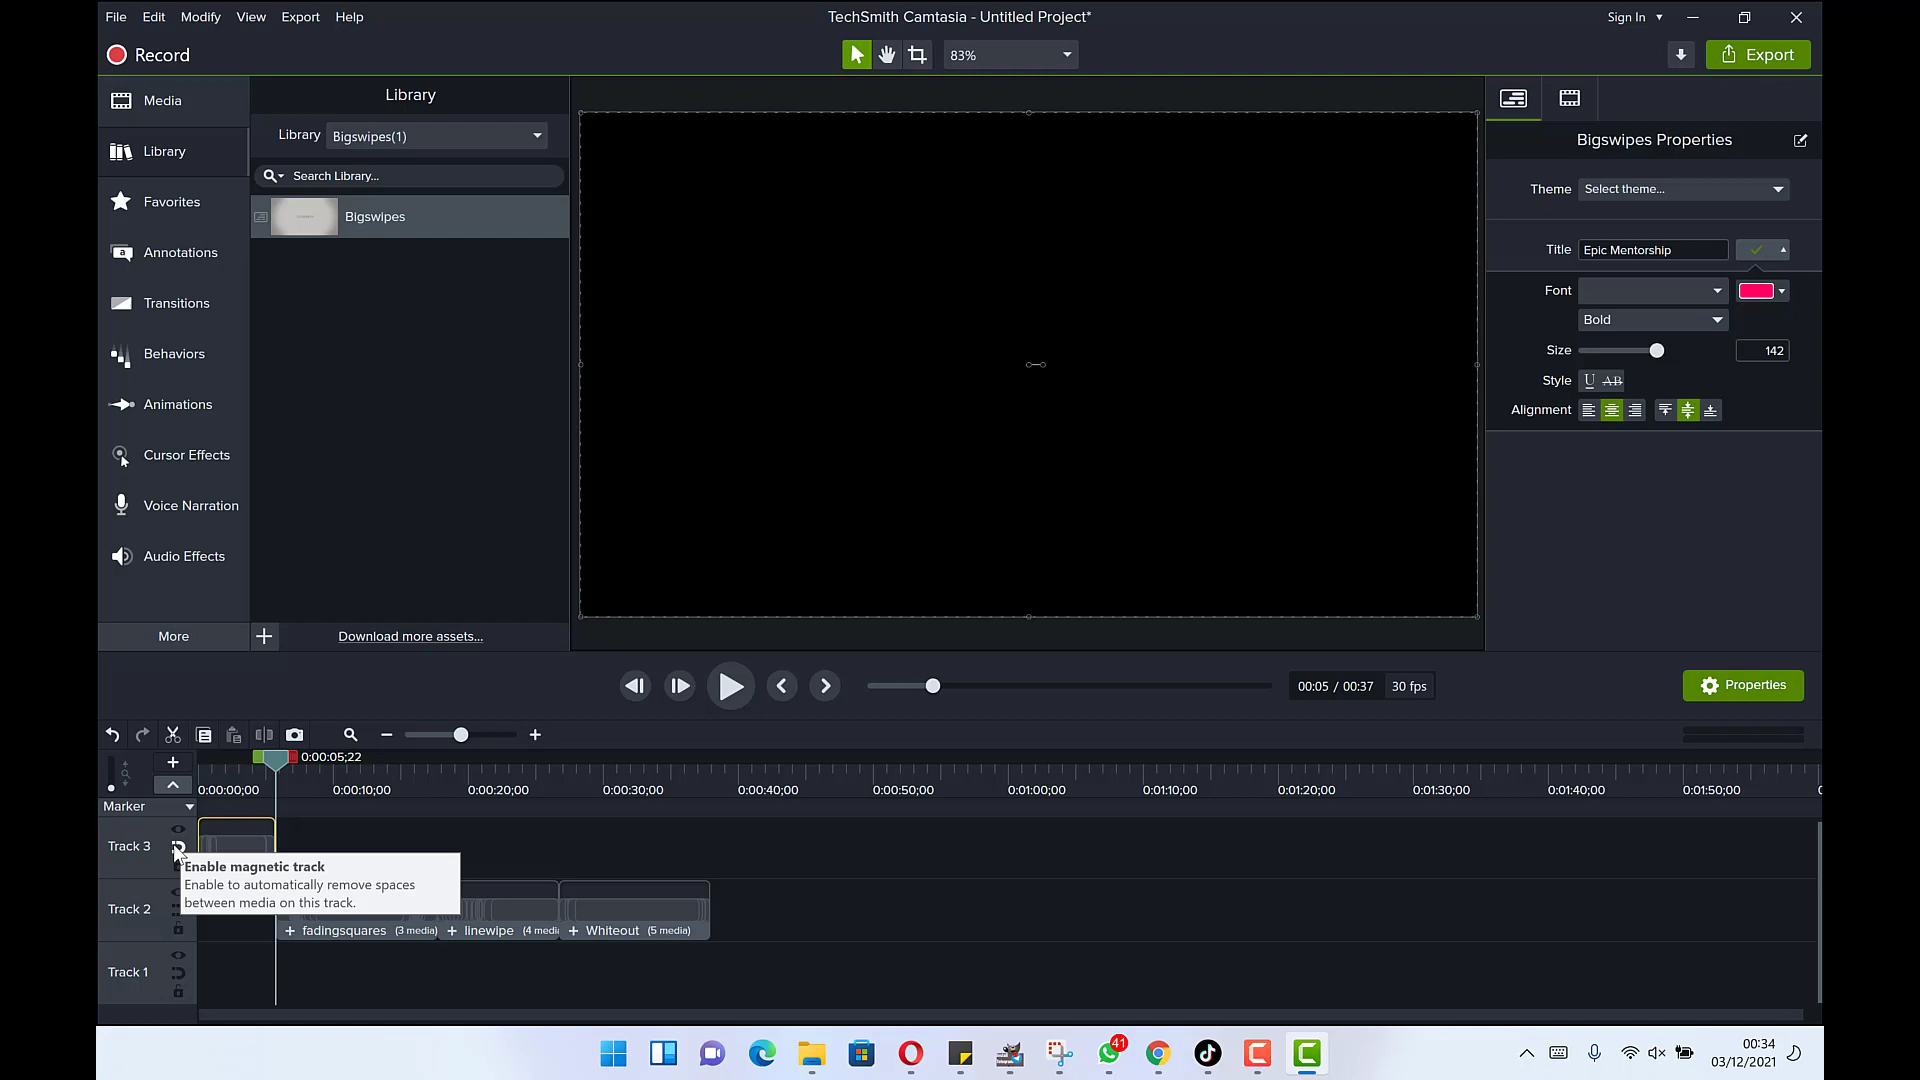 File Edit Modify View Export Help
TechSmith Camtasia - Untitled Project*
Sign In
Record
83%
Export
Media
Library
Favorites
Annotations
Transitions
Behaviors
Animations
Cursor Effects
Voice Narration
Audio Effects
More
Library
Library Bigswipes(1)
Search Library...
Bigswipes
Download more assets...
Bigswipes Properties
Theme Select theme...
Title Epic Mentorship
Font
Bold
Size 142
Style U AB
Alignment
00:05 / 00:37 30 fps
Properties
0:00:05;22
0:00:00;00 0:00:10;00 0:00:20;00 0:00:30;00 0:00:40;00 0:00:50;00 0:01:00;00 0:01:10;00 0:01:20;00 0:01:30;00 0:01:40;00 0:01:50;00
Marker
Track 3
Enable magnetic track
Enable to automatically remove spaces
between media on this track.
Track 2
+ fadingsquares (3 media) + linewipe (4 medi + Whiteout (5 media)
Track 1
41
00:34
03/12/2021